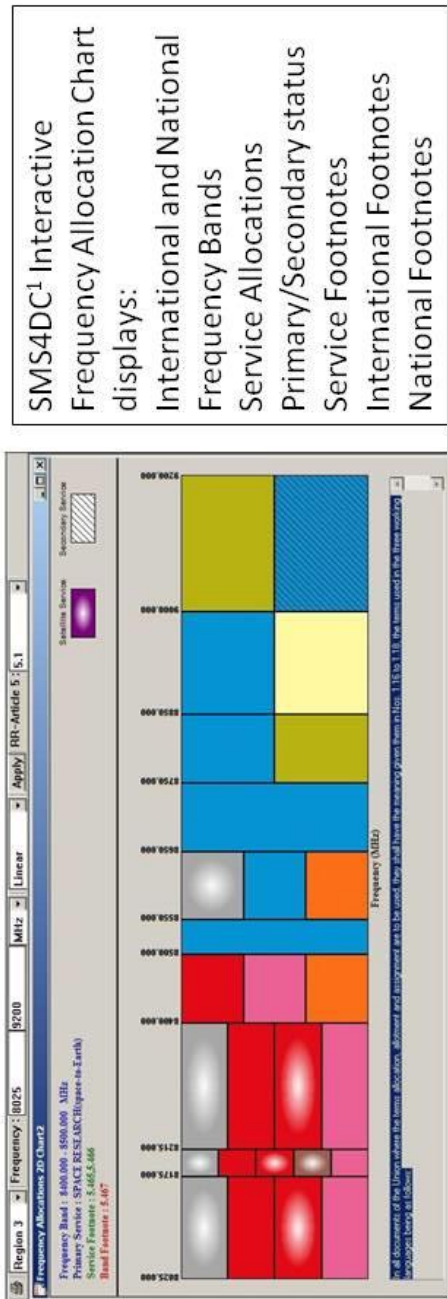 Region 3 Frequency : 8025 9200 MHz Linear Apply RR-Article 5 : 5.1
Frequency Allocations 2D Chart2
Frequency Band : 8400.000 - 8500.000 MHz
Primary Service : SPACE RESEARCH(space-to-Earth)
Service Footnote : 5.465,5.466
Band Footnote : 5.467
Satellite Service
Secondary Service
8025.000 8175.000 8215.000 8400.000 8500.000 8550.000 8650.000 8750.000 8850.000 9000.000 9200.000
Frequency (MHz)
In all documents of the Union where the terms allocation, allotment and assignment are to be used, they shall have the meaning given them in Nos. 1.16 to 1.18, the terms used in the three working
languages being as follows:
SMS4DC¹ Interactive
Frequency Allocation Chart
displays:
International and National
Frequency Bands
Service Allocations
Primary/Secondary status
Service Footnotes
International Footnotes
National Footnotes